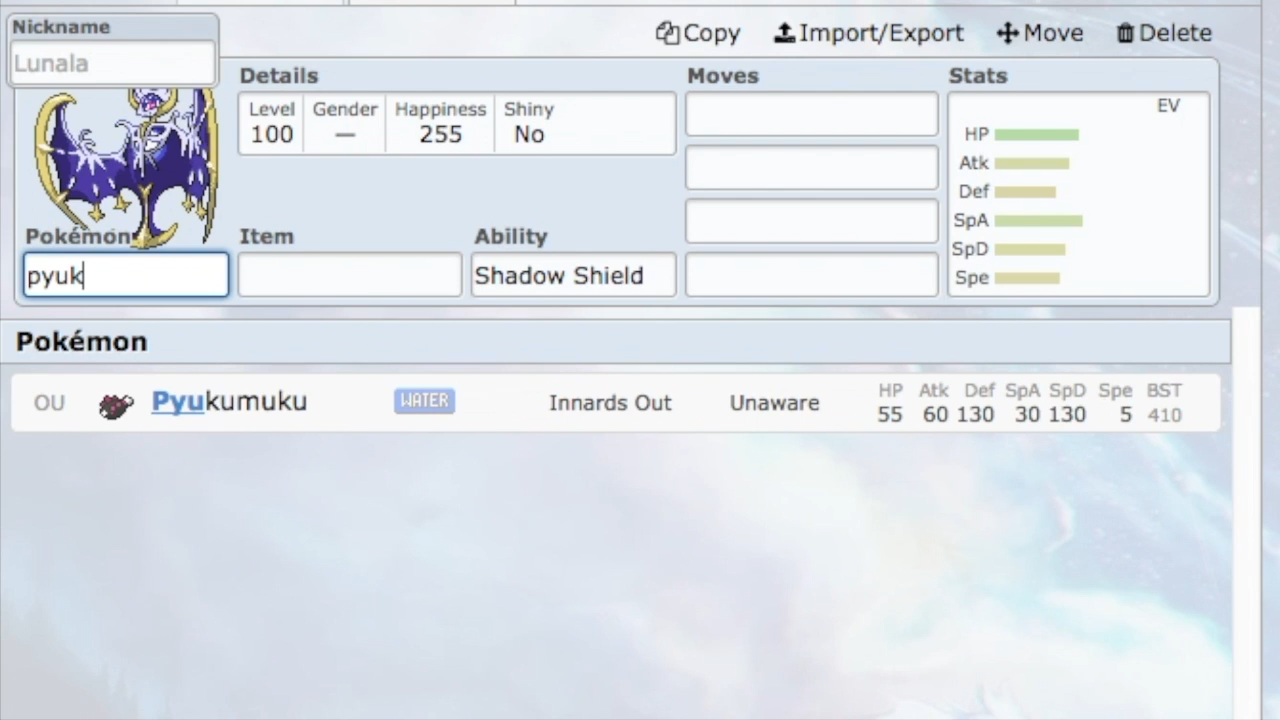 Nickname
Lunala
Copy Import/Export Move Delete
Details
Level Gender Happiness Shiny
100 — 255 No
Moves
Stats
EV
HP
Atk
Def
SpA
SpD
Spe
Pokémon Item Ability
pyuk Shadow Shield
Pokémon
OU Pyukumuku WATER Innards Out Unaware
HP Atk Def SpA SpD Spe BST
55 60 130 30 130 5 410